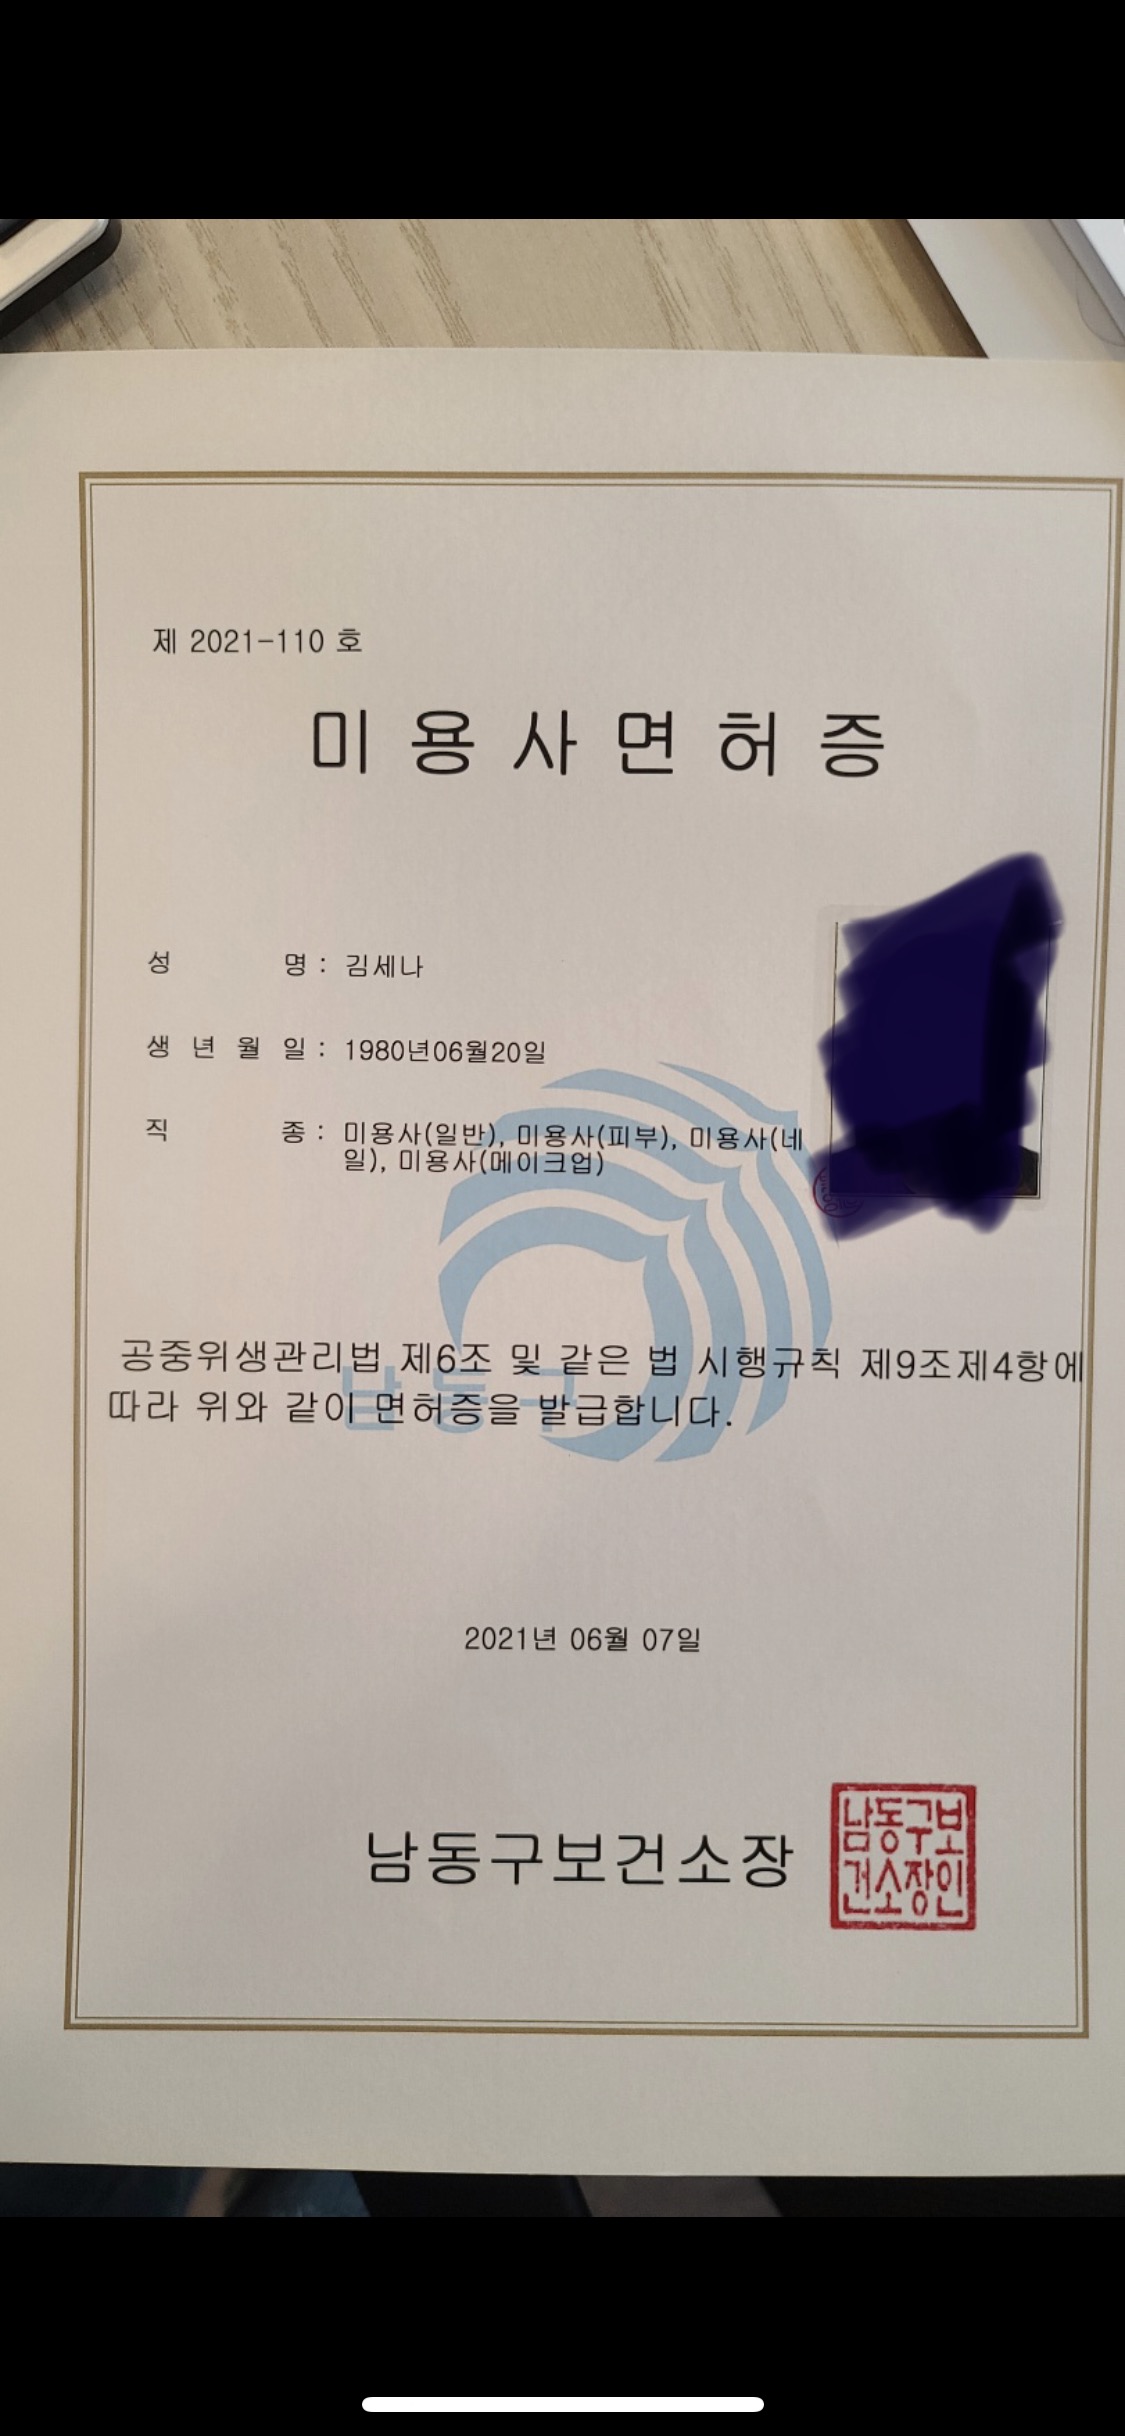 제 2021-110 호
미용사면허증
성 명 : 김세나
생년월일 : 1980년06월20일
직 종 : 미용사(일반), 미용사(피부), 미용사(네
일), 미용사(메이크업)
공중위생관리법 제6조 및 같은 법 시행규칙 제9조제4항에
따라 위와 같이 면허증을 발급합니다.
남동구
2021년 06월 07일
남동구보건소장
남동구보
건소장인